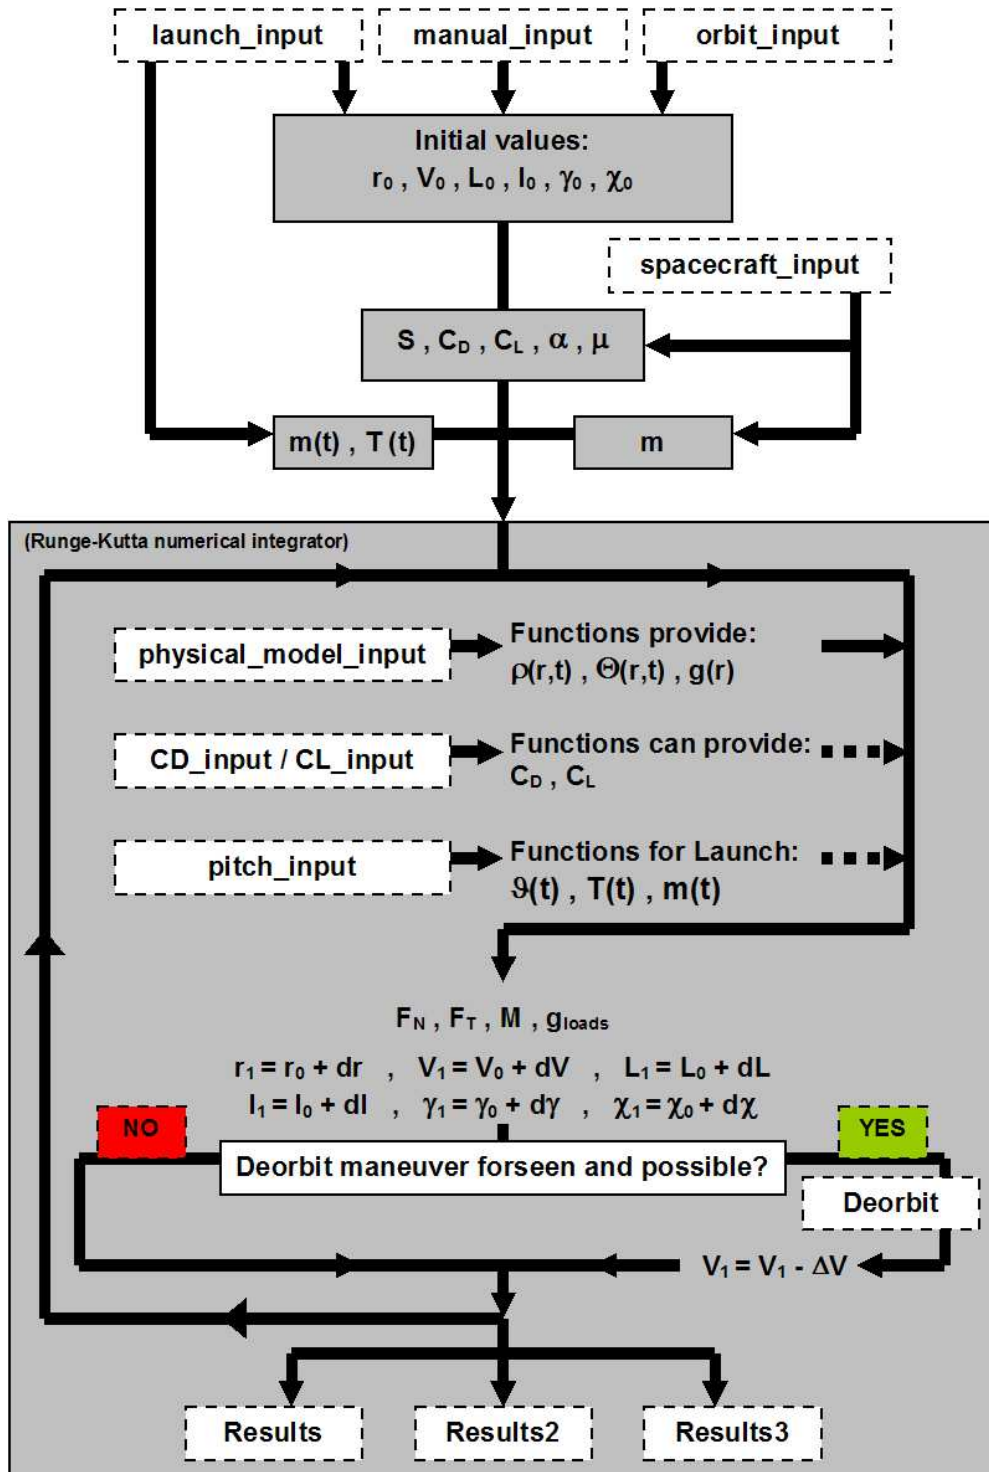 launch_input manual_input orbit_input
Initial values:
r₀ , V₀ , L₀ , l₀ , γ₀ , χ₀
spacecraft_input
S , C_D , C_L , α , μ
m(t) , T(t) m
(Runge-Kutta numerical integrator)
physical_model_input
Functions provide:
ρ(r,t) , Θ(r,t) , g(r)
CD_input / CL_input
Functions can provide:
C_D , C_L
pitch_input
Functions for Launch:
ϑ(t) , T(t) , m(t)
F_N , F_T , M , g_loads
r₁ = r₀ + dr , V₁ = V₀ + dV , L₁ = L₀ + dL
l₁ = l₀ + dl , γ₁ = γ₀ + dγ , χ₁ = χ₀ + dχ
NO YES
Deorbit maneuver forseen and possible?
Deorbit
V₁ = V₁ - ΔV
Results Results2 Results3